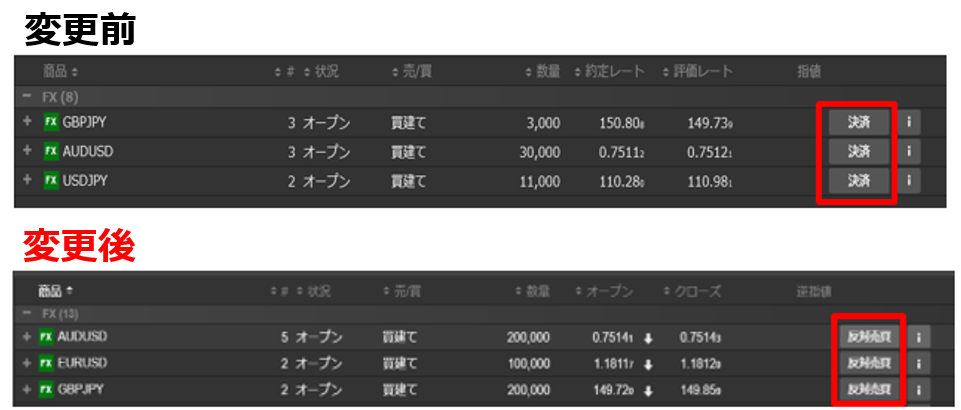 変更前
商品 # 状況 売/買 数量 約定レート 評価レート 指値
− FX (8)
+ FX GBPJPY 3 オープン 買建て 3,000 150.808 149.739 決済 i
+ FX AUDUSD 3 オープン 買建て 30,000 0.75112 0.75121 決済 i
+ FX USDJPY 2 オープン 買建て 11,000 110.280 110.981 決済 i
変更後
商品 # 状況 売/買 数量 オープン クローズ 逆指値
− FX (13)
+ FX AUDUSD 5 オープン 買建て 200,000 0.75141 0.75143 反対売買 i
+ FX EURUSD 2 オープン 買建て 100,000 1.18117 1.18129 反対売買 i
+ FX GBPJPY 2 オープン 買建て 200,000 149.729 149.859 反対売買 i